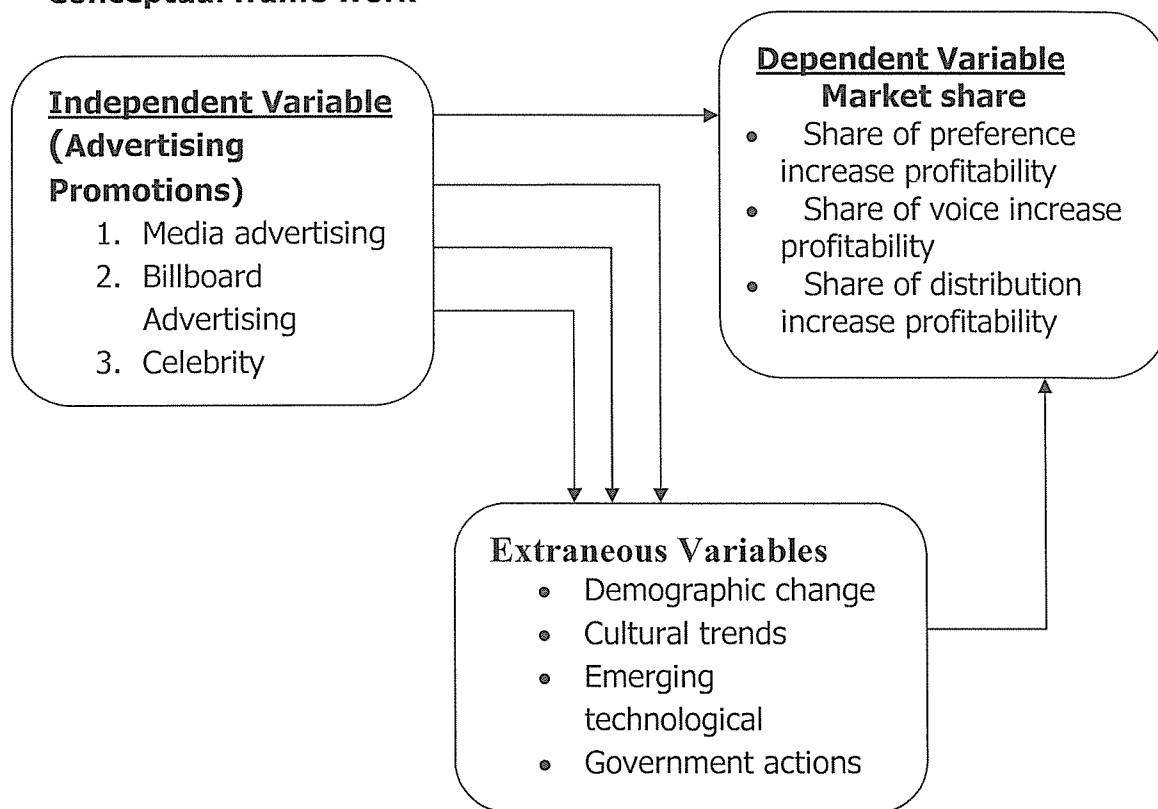 Conceptual frame work
Independent Variable
(Advertising
Promotions)
1. Media advertising
2. Billboard
Advertising
3. Celebrity
Dependent Variable
Market share
• Share of preference
increase profitability
• Share of voice increase
profitability
• Share of distribution
increase profitability
Extraneous Variables
• Demographic change
• Cultural trends
• Emerging
technological
• Government actions